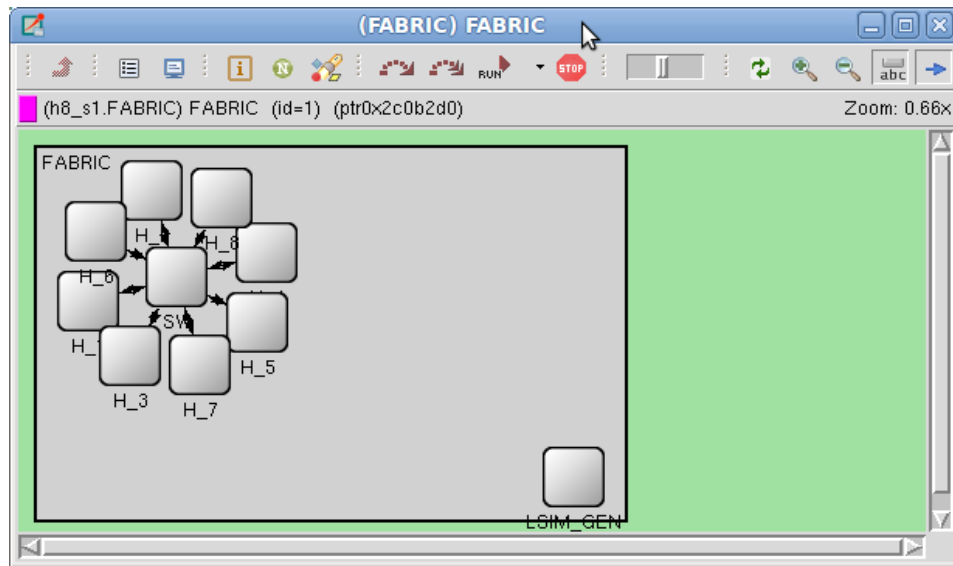 (FABRIC) FABRIC
RUN
STOP
abc
(h8_s1.FABRIC) FABRIC (id=1) (ptr0x2c0b2d0)
Zoom: 0.66x
FABRIC
H_8
H_6
SW
H_5
H_3
H_7
LSIM_GEN